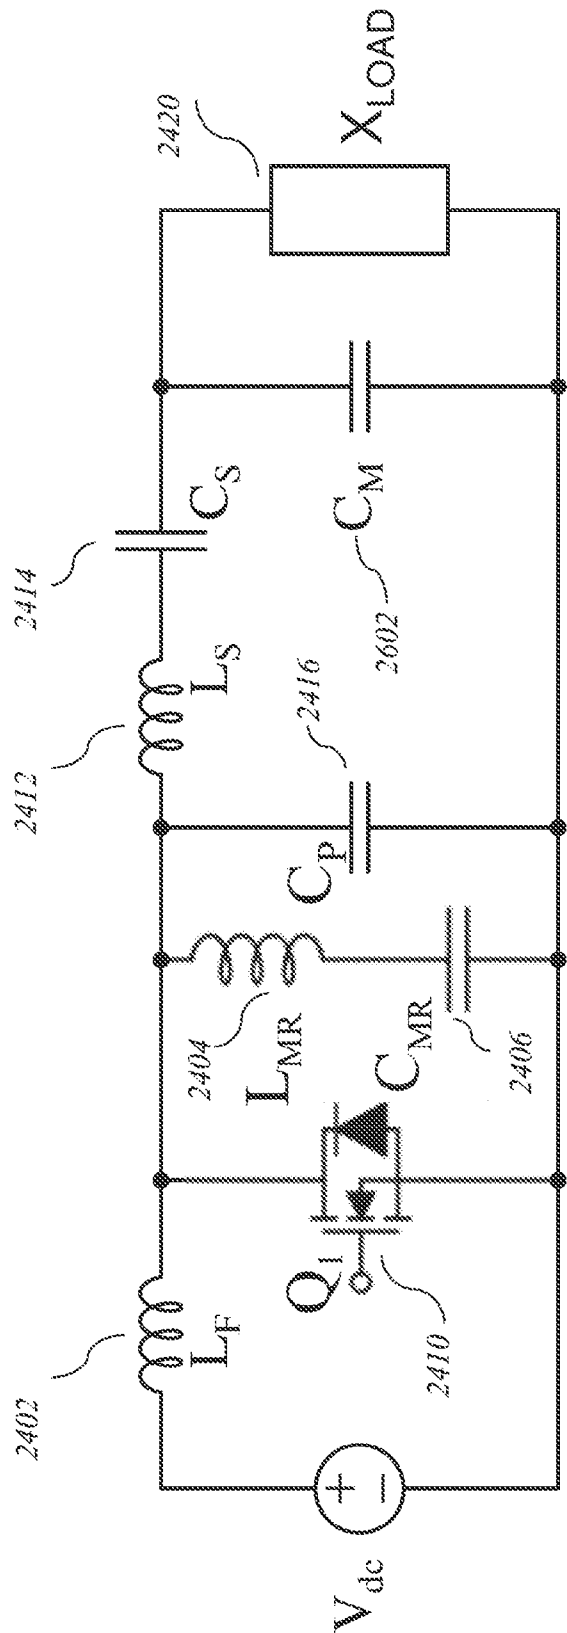 2402
L_F
V_dc
+
−
Q_1
2410
2404
L_MR
C_MR
2406
C_P
2416
2412
L_S
2414
C_S
C_M
2602
2420
X_LOAD